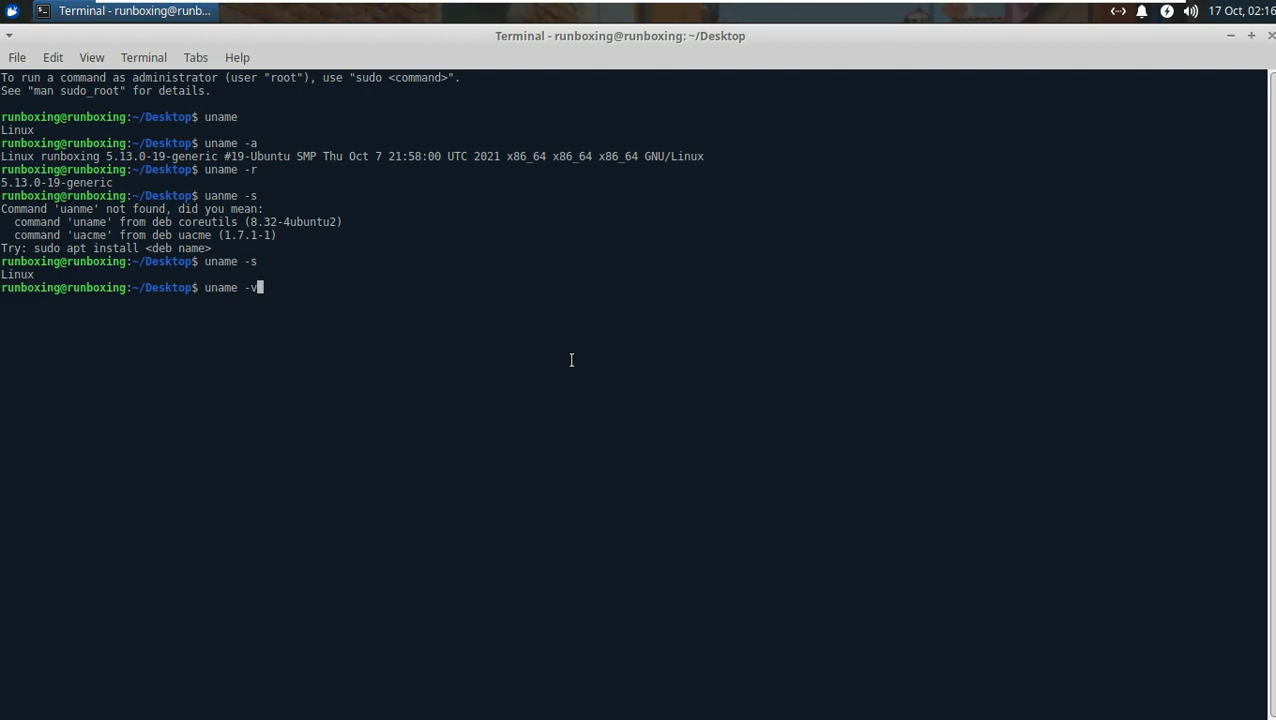 Terminal - runboxing@runb...
17 Oct, 02:16
Terminal - runboxing@runboxing: ~/Desktop
File Edit View Terminal Tabs Help
To run a command as administrator (user "root"), use "sudo <command>".
See "man sudo_root" for details.
runboxing@runboxing:~/Desktop$ uname
Linux
runboxing@runboxing:~/Desktop$ uname -a
Linux runboxing 5.13.0-19-generic #19-Ubuntu SMP Thu Oct 7 21:58:00 UTC 2021 x86_64 x86_64 x86_64 GNU/Linux
runboxing@runboxing:~/Desktop$ uname -r
5.13.0-19-generic
runboxing@runboxing:~/Desktop$ uanme -s
Command 'uanme' not found, did you mean:
  command 'uname' from deb coreutils (8.32-4ubuntu2)
  command 'uacme' from deb uacme (1.7.1-1)
Try: sudo apt install <deb name>
runboxing@runboxing:~/Desktop$ uname -s
Linux
runboxing@runboxing:~/Desktop$ uname -v